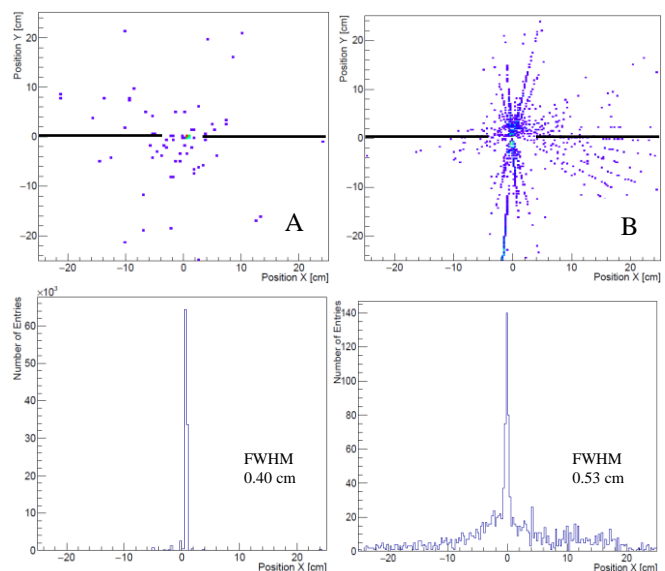 Position Y [cm]
20
10
0
−10
−20
A
−20 −10 0 10 20
Position X [cm]
Position Y [cm]
20
10
0
−10
−20
B
−20 −10 0 10 20
Position X [cm]
×10³
Number of Entries
60
50
40
30
20
10
0
FWHM
0.40 cm
−20 −10 0 10 20
Position X [cm]
Number of Entries
140
120
100
80
60
40
20
0
FWHM
0.53 cm
−20 −10 0 10 20
Position X [cm]